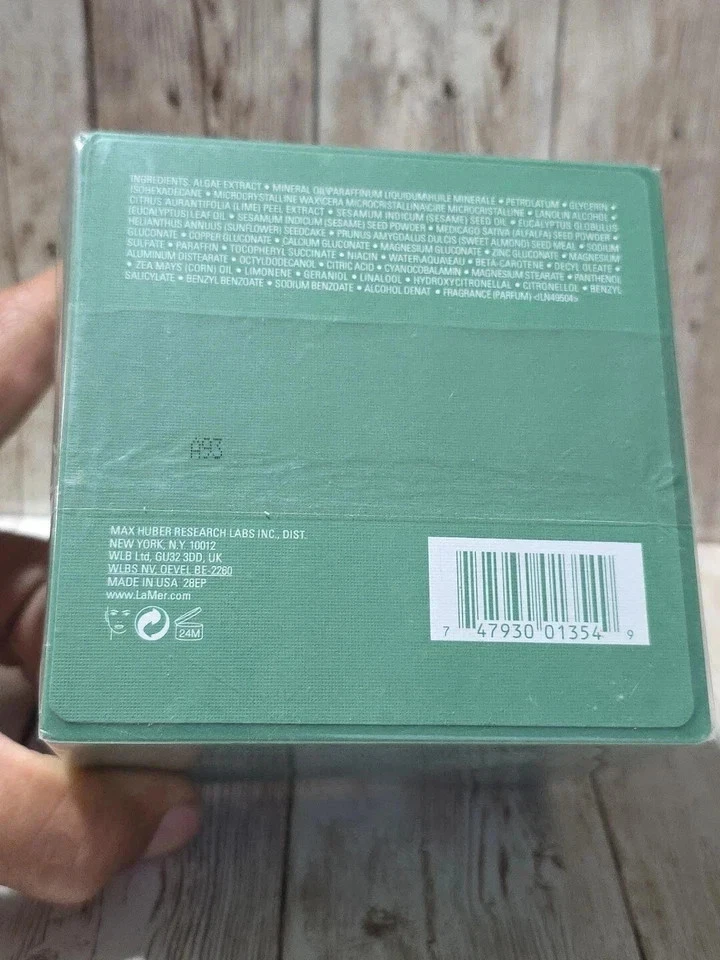 INGREDIENTS: ALGAE EXTRACT • MINERAL OIL\PARAFFINUM LIQUIDUM\HUILE MINERALE • PETROLATUM • GLYCERIN •
ISOHEXADECANE • MICROCRYSTALLINE WAX\CERA MICROCRISTALLINA\CIRE MICROCRISTALLINE • LANOLIN ALCOHOL •
CITRUS AURANTIFOLIA (LIME) PEEL EXTRACT • SESAMUM INDICUM (SESAME) SEED OIL • EUCALYPTUS GLOBULUS
(EUCALYPTUS) LEAF OIL • SESAMUM INDICUM (SESAME) SEED POWDER • MEDICAGO SATIVA (ALFALFA) SEED POWDER •
HELIANTHUS ANNUUS (SUNFLOWER) SEEDCAKE • PRUNUS AMYGDALUS DULCIS (SWEET ALMOND) SEED MEAL • SODIUM
GLUCONATE • COPPER GLUCONATE • CALCIUM GLUCONATE • MAGNESIUM GLUCONATE • ZINC GLUCONATE • MAGNESIUM
SULFATE • PARAFFIN • TOCOPHERYL SUCCINATE • NIACIN • WATER\AQUA\EAU • BETA-CAROTENE • DECYL OLEATE •
ALUMINUM DISTEARATE • OCTYLDODECANOL • CITRIC ACID • CYANOCOBALAMIN • MAGNESIUM STEARATE • PANTHENOL
• ZEA MAYS (CORN) OIL • LIMONENE • GERANIOL • LINALOOL • HYDROXYCITRONELLAL • CITRONELLOL • BENZYL
SALICYLATE • BENZYL BENZOATE • SODIUM BENZOATE • ALCOHOL DENAT • FRAGRANCE (PARFUM) <ILN49504>
A93
MAX HUBER RESEARCH LABS INC., DIST.
NEW YORK, N.Y. 10012
WLB Ltd, GU32 3DD, UK
WLBS NV, OEVEL BE-2260
MADE IN USA 28EP
www.LaMer.com
24M
7 47930 01354 9